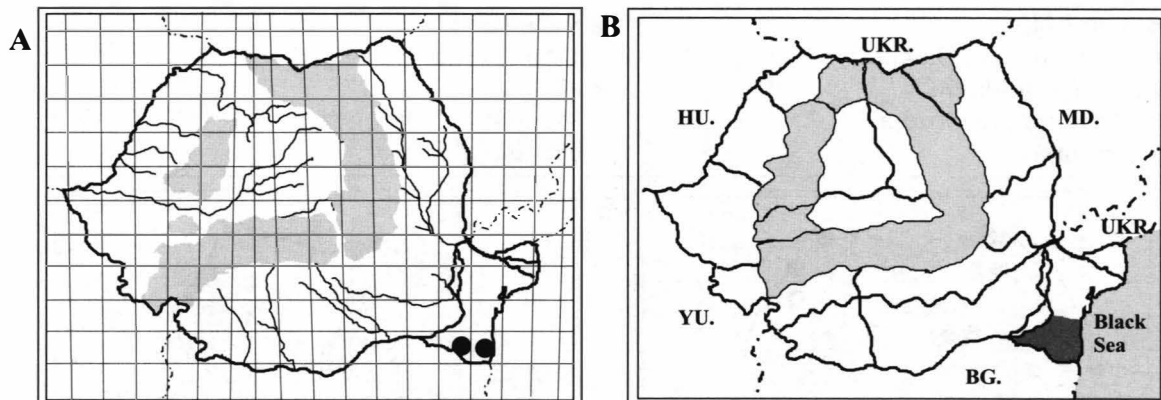 A
B
UKR.
HU.
MD.
UKR.
YU.
Black
Sea
BG.